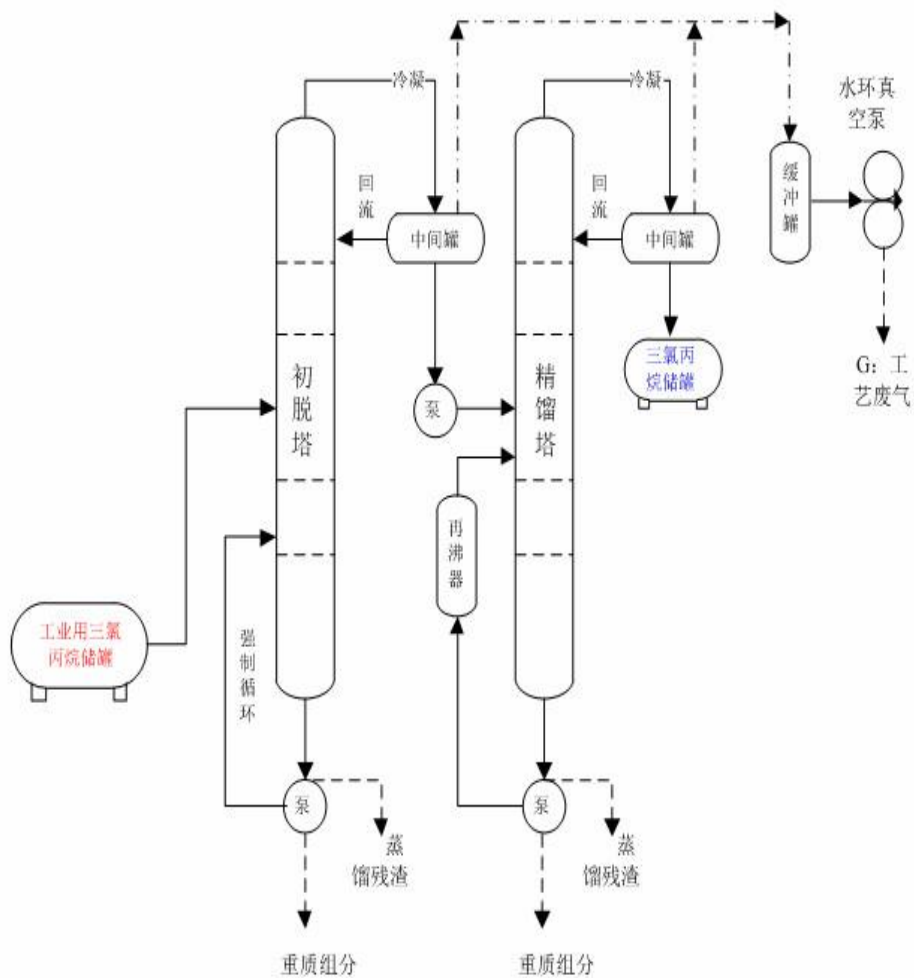 冷凝
冷凝
水环真
空泵
回
流
中间罐
回
流
中间罐
缓
冲
罐
三氯丙
烷储罐
G：工
艺废气
初
脱
塔
泵
精
馏
塔
再
沸
器
工业用三氯
丙烷储罐
强
制
循
环
泵
泵
蒸
馏残渣
蒸
馏残渣
重质组分
重质组分